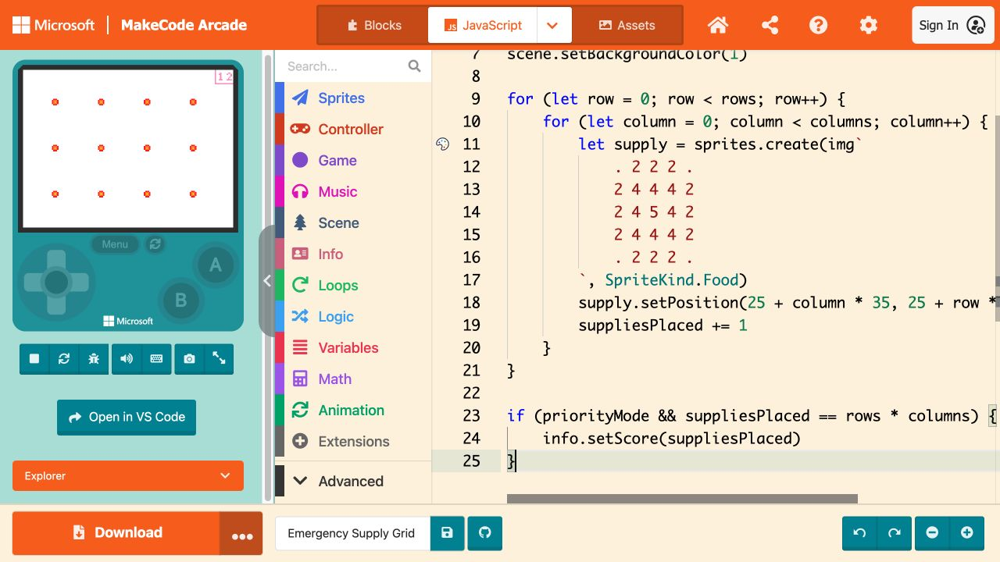 Microsoft | MakeCode Arcade
Blocks
JavaScript
Assets
Sign In
12
Menu
A
B
Microsoft
Open in VS Code
Explorer
Search...
Sprites
Controller
Game
Music
Scene
Info
Loops
Logic
Variables
Math
Animation
Extensions
Advanced
7 scene.setBackgroundColor(1)
8
9 for (let row = 0; row < rows; row++) {
10 for (let column = 0; column < columns; column++) {
11 let supply = sprites.create(img`
12 . 2 2 2 .
13 2 4 4 4 2
14 2 4 5 4 2
15 2 4 4 4 2
16 . 2 2 2 .
17 `, SpriteKind.Food)
18 supply.setPosition(25 + column * 35, 25 + row *
19 suppliesPlaced += 1
20 }
21 }
22
23 if (priorityMode && suppliesPlaced == rows * columns) {
24 info.setScore(suppliesPlaced)
25 }
Download
Emergency Supply Grid